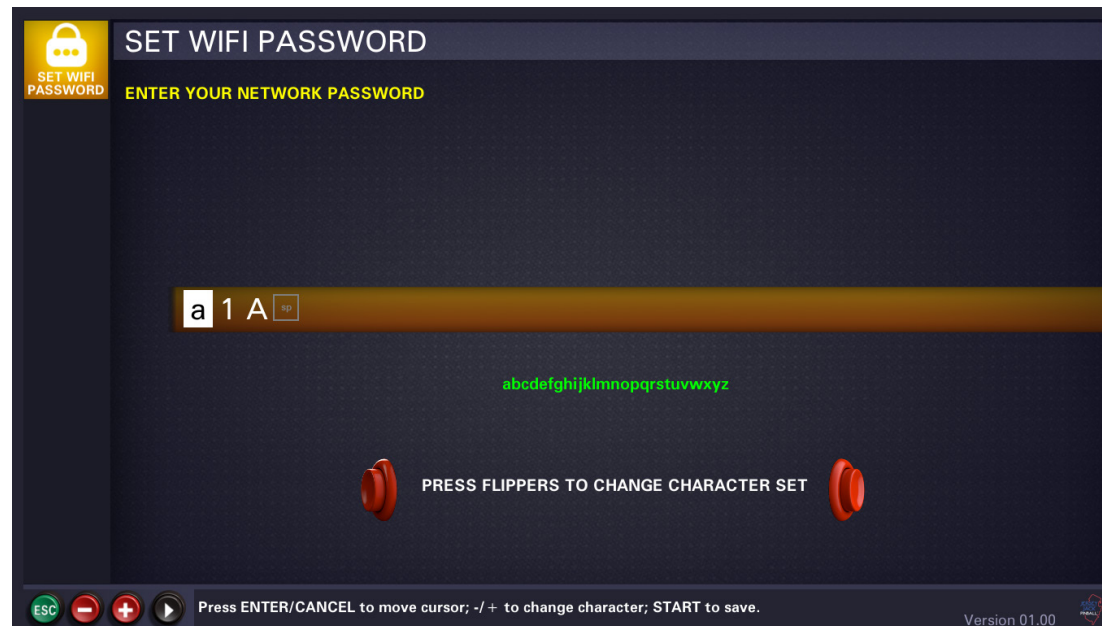 SET WIFI PASSWORD
SET WIFI
PASSWORD
ENTER YOUR NETWORK PASSWORD
a 1 A sp
abcdefghijklmnopqrstuvwxyz
PRESS FLIPPERS TO CHANGE CHARACTER SET
ESC Press ENTER/CANCEL to move cursor; -/+ to change character; START to save.
Version 01.00